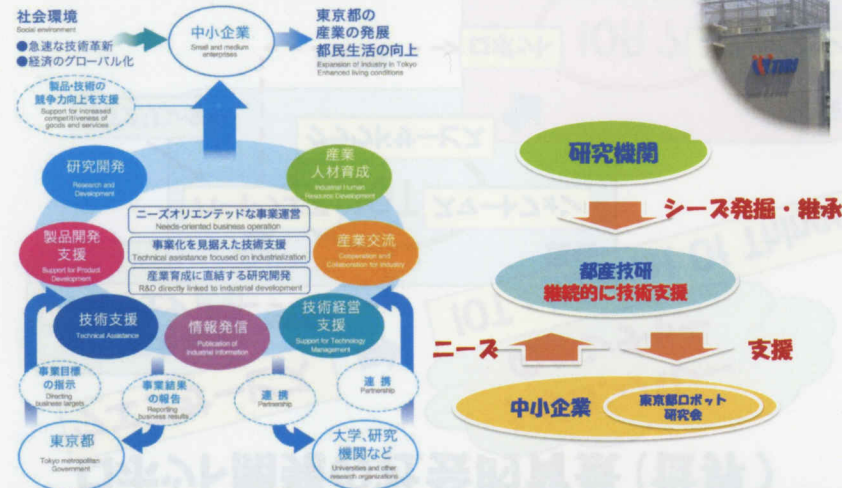 社会環境
Social environment
●急速な技術革新
●経済のグローバル化
中小企業
Small and medium
enterprises
東京都の
産業の発展
都民生活の向上
Expansion of Industry in Tokyo
Enhanced living conditions
製品・技術の
競争力向上を支援
Support for increased
competitiveness of
goods and services
研究開発
Research and
Development
産業
人材育成
Industrial Human
Resource Development
ニーズオリエンテッドな事業運営
Needs-oriented business operation
製品開発
支援
Support for Product
Development
事業化を見据えた技術支援
Technical assistance focused on industrialization
産業交流
Cooperation and
Collaboration for Industry
産業育成に直結する研究開発
R&D directly linked to industrial development
技術支援
Technical Assistance
情報発信
Publication of
Industrial Information
技術経営
支援
Support for Technology
Management
事業目標
の指示
Directing
business targets
事業結果
の報告
Reporting
business results
連携
Partnership
連携
Partnership
東京都
Tokyo metropolitan
Government
大学、研究
機関など
Universities and other
research organizations
研究機関
シーズ発掘・継承
都産技研
継続的に技術支援
ニーズ
支援
中小企業
東京都ロボット
研究会